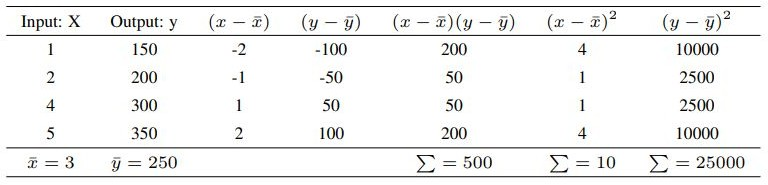 Input: X Output: y (x − x̄) (y − ȳ) (x − x̄)(y − ȳ) (x − x̄)² (y − ȳ)²
1 150 -2 -100 200 4 10000
2 200 -1 -50 50 1 2500
4 300 1 50 50 1 2500
5 350 2 100 200 4 10000
x̄ = 3 ȳ = 250 ∑ = 500 ∑ = 10 ∑ = 25000